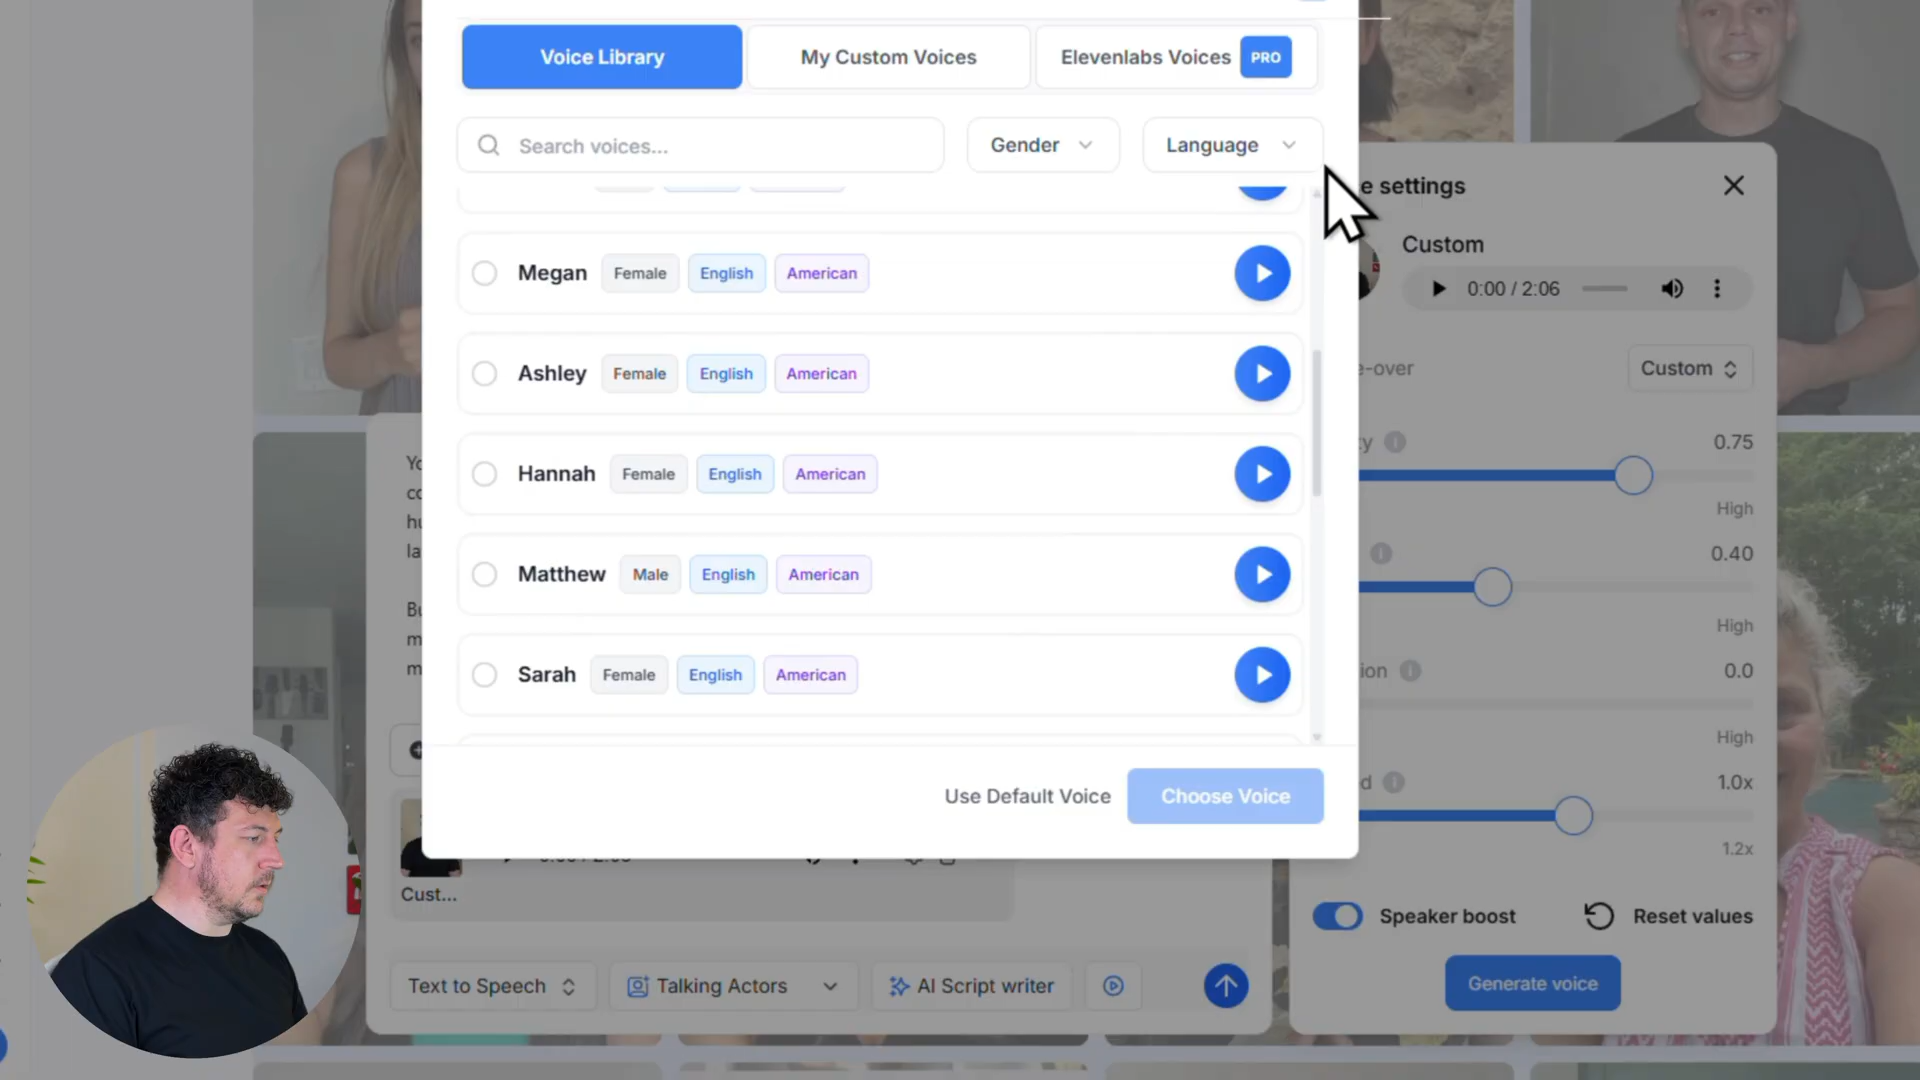 Voice Library
My Custom Voices
Elevenlabs Voices PRO
Search voices...
Gender
Language
Megan Female English American
Ashley Female English American
Hannah Female English American
Matthew Male English American
Sarah Female English American
Use Default Voice
Choose Voice
e settings
Custom
0:00 / 2:06
e-over
Custom
0.75
High
0.40
High
ion
0.0
High
1.0x
1.2x
Speaker boost
Reset values
Generate voice
Cust...
Text to Speech
Talking Actors
AI Script writer